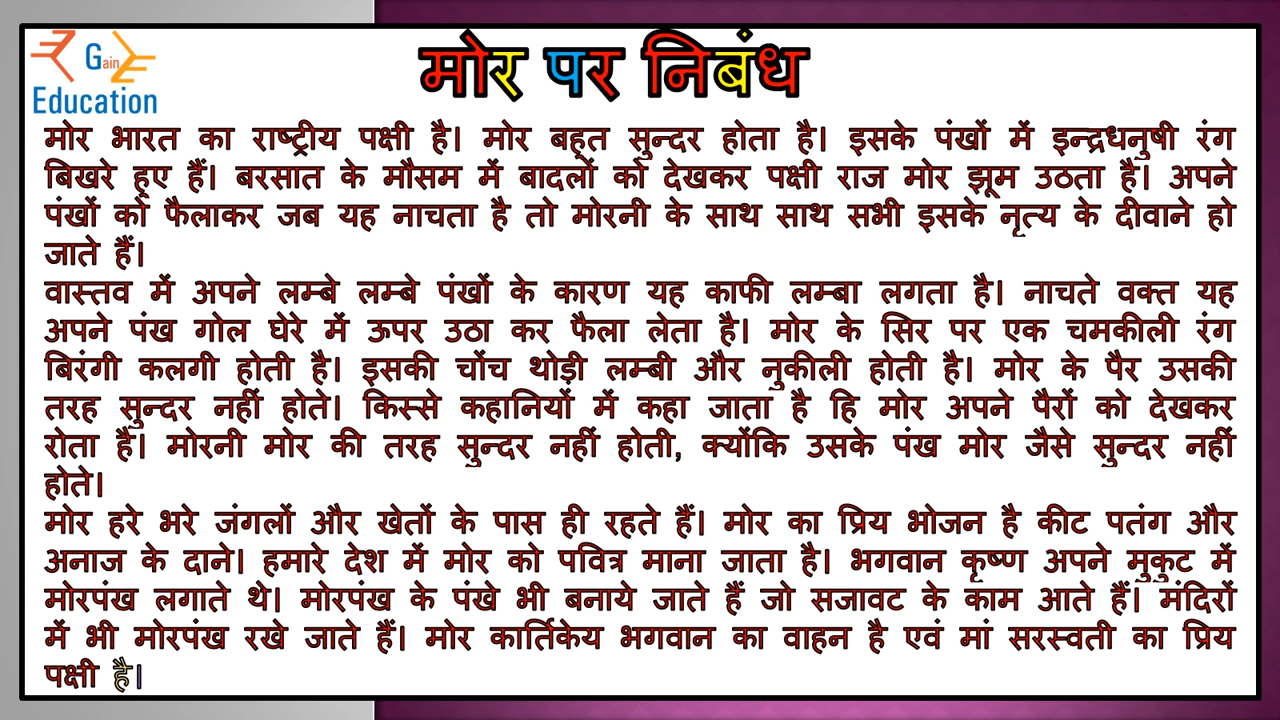 Gain
Education
मोर पर निबंध
मोर भारत का राष्ट्रीय पक्षी है। मोर बहुत सुन्दर होता है। इसके पंखों में इन्द्रधनुषी रंग
बिखरे हुए हैं। बरसात के मौसम में बादलों को देखकर पक्षी राज मोर झूम उठता है। अपने
पंखों को फैलाकर जब यह नाचता है तो मोरनी के साथ साथ सभी इसके नृत्य के दीवाने हो
जाते हैं।
वास्तव में अपने लम्बे लम्बे पंखों के कारण यह काफी लम्बा लगता है। नाचते वक्त यह
अपने पंख गोल घेरे में ऊपर उठा कर फैला लेता है। मोर के सिर पर एक चमकीली रंग
बिरंगी कलगी होती है। इसकी चोंच थोड़ी लम्बी और नुकीली होती है। मोर के पैर उसकी
तरह सुन्दर नहीं होते। किस्से कहानियों में कहा जाता है हि मोर अपने पैरों को देखकर
रोता है। मोरनी मोर की तरह सुन्दर नहीं होती, क्योंकि उसके पंख मोर जैसे सुन्दर नहीं
होते।
मोर हरे भरे जंगलों और खेतों के पास ही रहते हैं। मोर का प्रिय भोजन है कीट पतंग और
अनाज के दाने। हमारे देश में मोर को पवित्र माना जाता है। भगवान कृष्ण अपने मुकुट में
मोरपंख लगाते थे। मोरपंख के पंखे भी बनाये जाते हैं जो सजावट के काम आते हैं। मंदिरों
में भी मोरपंख रखे जाते हैं। मोर कार्तिकेय भगवान का वाहन है एवं मां सरस्वती का प्रिय
पक्षी है।